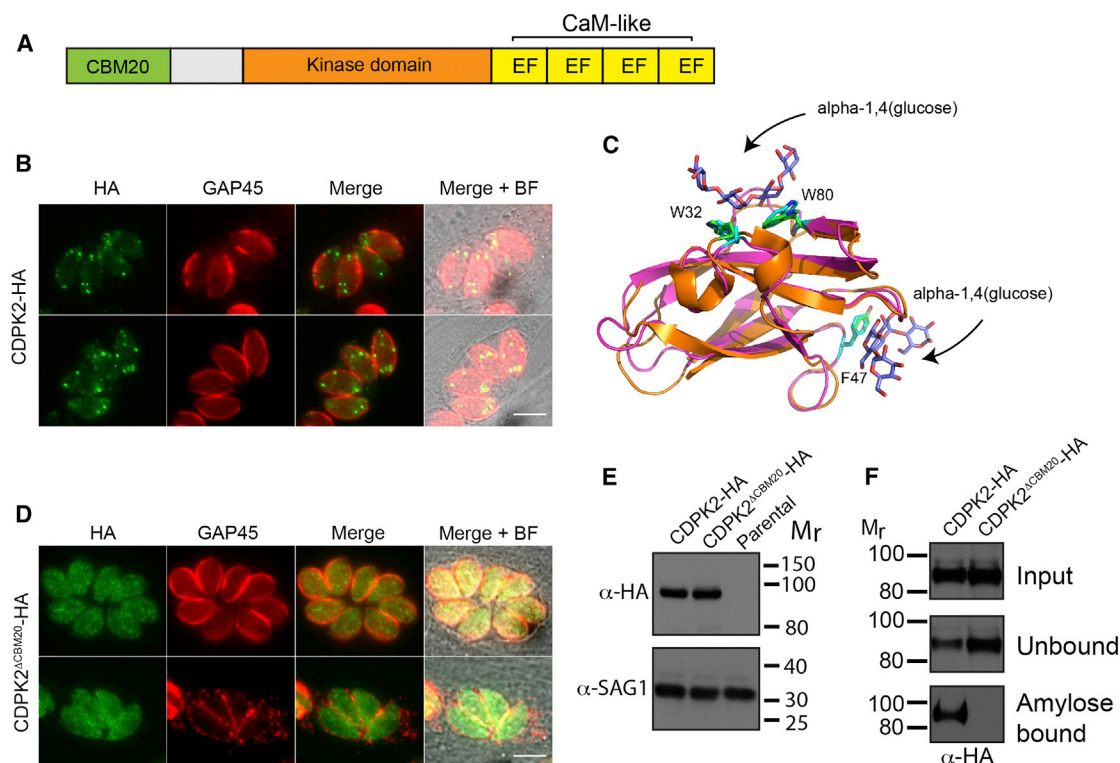 A
CaM-like
CBM20
Kinase domain
EF
EF
EF
EF
B
HA
GAP45
Merge
Merge + BF
CDPK2-HA
C
alpha-1,4(glucose)
W32
W80
alpha-1,4(glucose)
F47
D
HA
GAP45
Merge
Merge + BF
CDPK2ΔCBM20-HA
E
CDPK2-HA
CDPK2ΔCBM20-HA
Parental
Mr
α-HA
150
100
80
α-SAG1
40
30
25
F
CDPK2-HA
CDPK2ΔCBM20-HA
Mr
100
80
Input
100
80
Unbound
100
80
Amylose
bound
α-HA